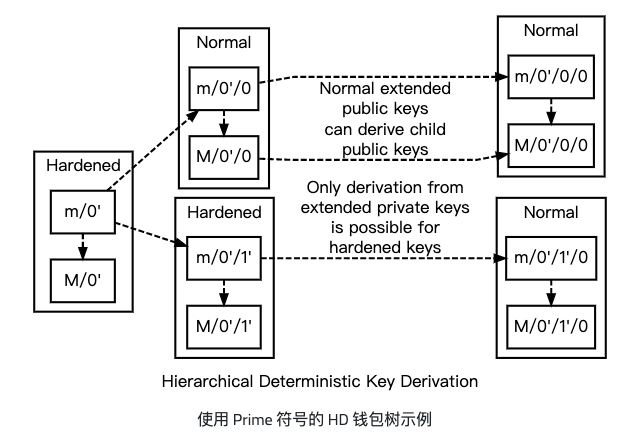 Normal
m/0'/0
M/0'/0
Normal
m/0'/0/0
M/0'/0/0
Normal extended
public keys
can derive child
public keys
Hardened
m/0'
M/0'
Hardened
m/0'/1'
M/0'/1'
Only derivation from
extended private keys
is possible for
hardened keys
Normal
m/0'/1'/0
M/0'/1'/0
Hierarchical Deterministic Key Derivation
使用 Prime 符号的 HD 钱包树示例